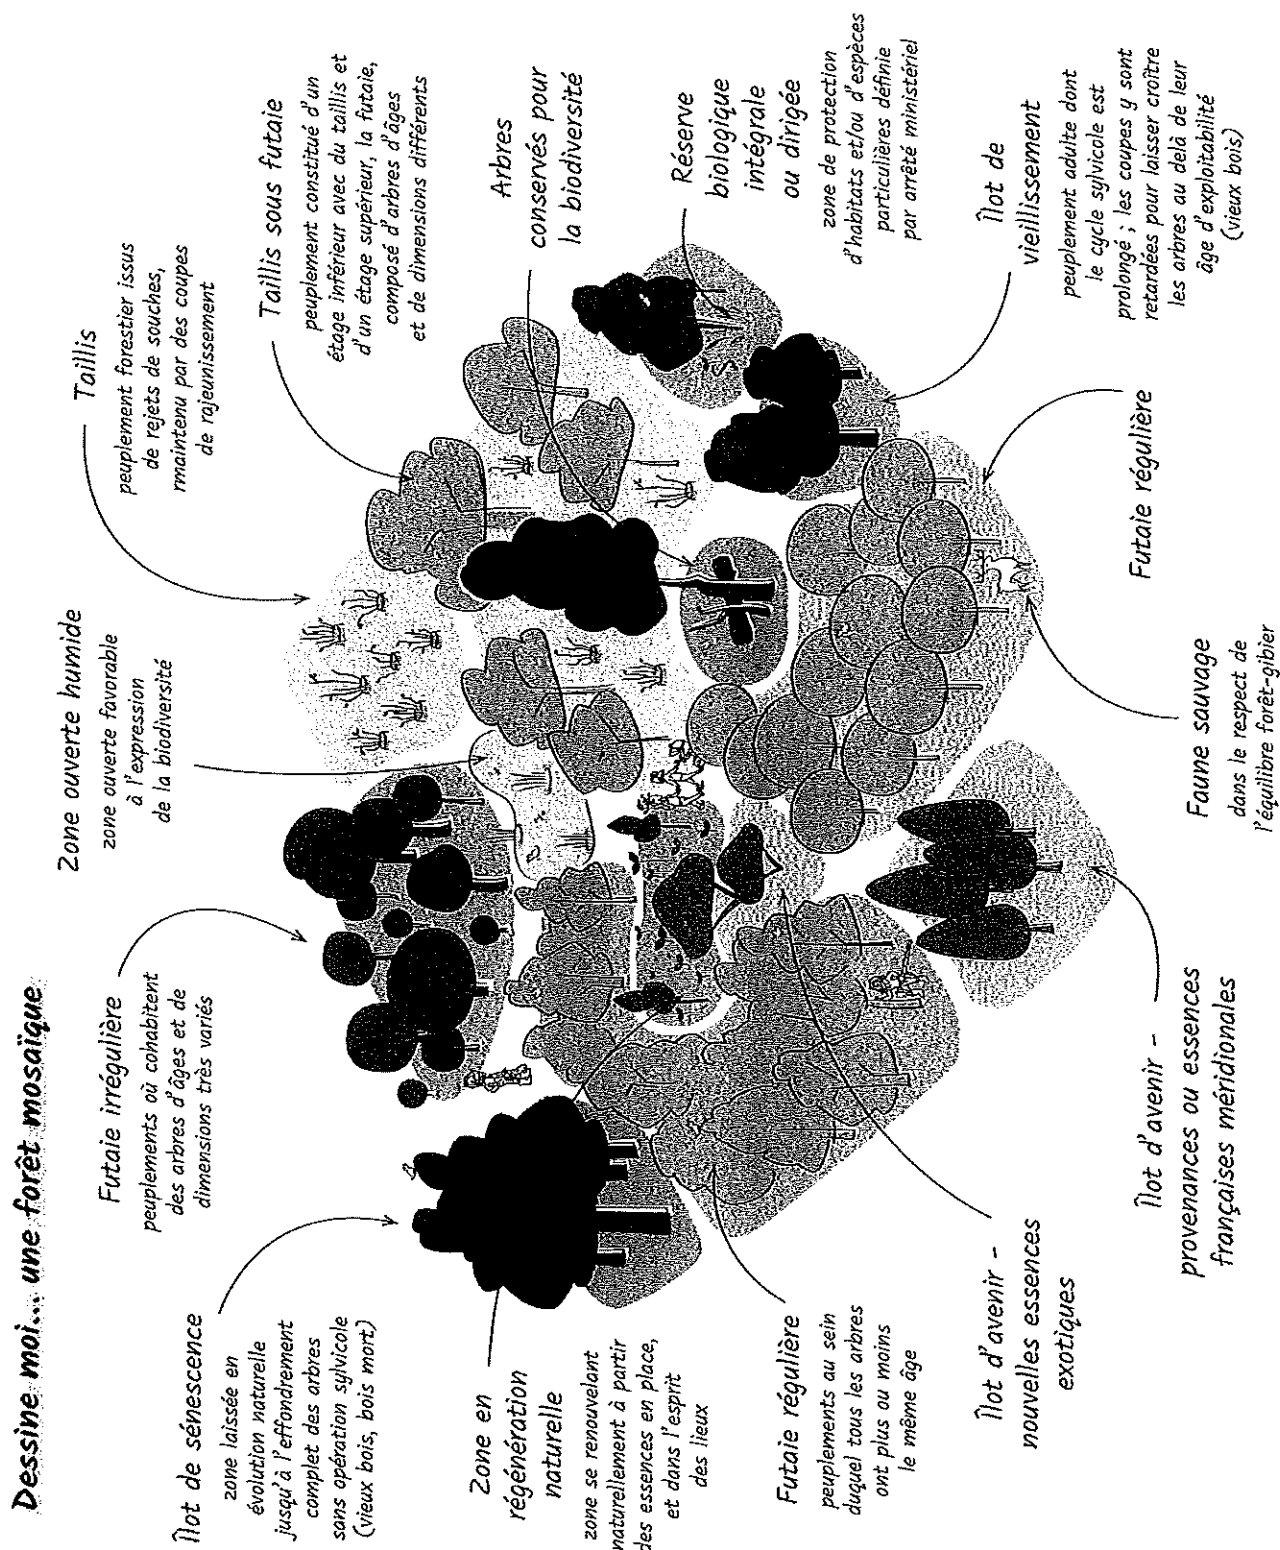 Dessine moi... une forêt mosaïque
Îlot de sénescence
zone laissée en
évolution naturelle
jusqu'à l'effondrement
complet des arbres
sans opération sylvicole
(vieux bois, bois mort,)
Futaie irrégulière
peuplements où cohabitent
des arbres d'âges et de
dimensions très variés
Zone ouverte humide
zone ouverte favorable
à l'expression
de la biodiversité
Taillis
peuplement forestier issus
de rejets de souches,
rmaintenu par des coupes
de rajeunissement
Taillis sous futaie
peuplement constitué d'un
étage inférieur avec du taillis et
d'un étage supérieur, la futaie,
composé d'arbres d'âges
et de dimensions différents
Arbres
conservés pour
la biodiversité
Réserve
biologique
intégrale
ou dirigée
zone de protection
d'habitats et/ou d'espèces
particulières définie
par arrêté ministériel
Îlot de
vieillissement
peuplement adulte dont
le cycle sylvicole est
prolongé ; les coupes y sont
retardées pour laisser croître
les arbres au delà de leur
âge d'exploitabilité
(vieux bois)
Futaie régulière
Faune sauvage
dans le respect de
l'équilibre forêt-gibier
Îlot d'avenir -
provenances ou essences
françaises méridionales
Îlot d'avenir -
nouvelles essences
exotiques
Futaie régulière
peuplements au sein
duquel tous les arbres
ont plus ou moins
le même âge
Zone en
régénération
naturelle
zone se renouvelant
naturellement à partir
des essences en place,
et dans l'esprit
des lieux